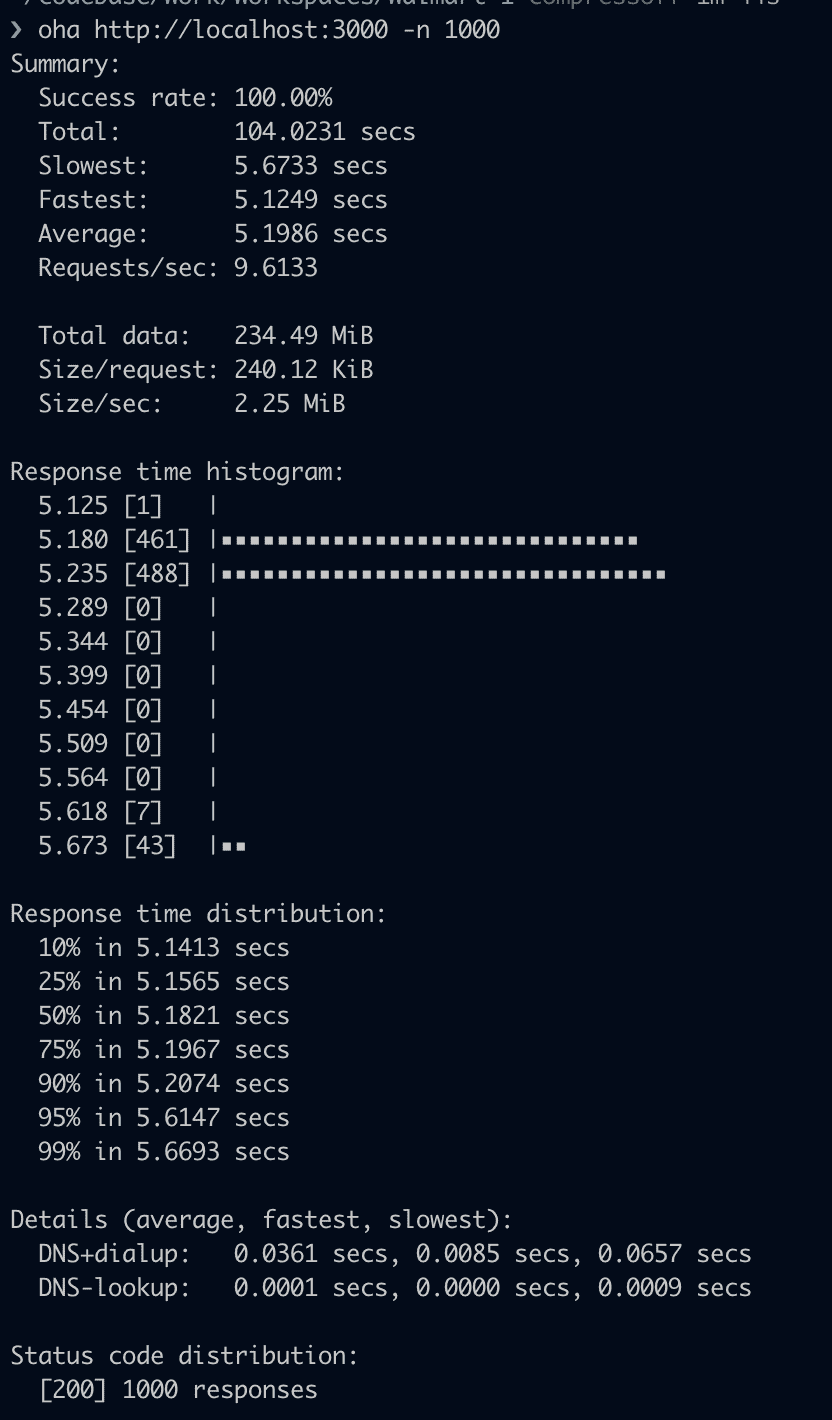 ❯ oha http://localhost:3000 -n 1000
Summary:
  Success rate: 100.00%
  Total:        104.0231 secs
  Slowest:      5.6733 secs
  Fastest:      5.1249 secs
  Average:      5.1986 secs
  Requests/sec: 9.6133

  Total data:   234.49 MiB
  Size/request: 240.12 KiB
  Size/sec:     2.25 MiB

Response time histogram:
  5.125 [1]   |
  5.180 [461] |■■■■■■■■■■■■■■■■■■■■■■■■■■■■■■
  5.235 [488] |■■■■■■■■■■■■■■■■■■■■■■■■■■■■■■■■
  5.289 [0]   |
  5.344 [0]   |
  5.399 [0]   |
  5.454 [0]   |
  5.509 [0]   |
  5.564 [0]   |
  5.618 [7]   |
  5.673 [43]  |■■

Response time distribution:
  10% in 5.1413 secs
  25% in 5.1565 secs
  50% in 5.1821 secs
  75% in 5.1967 secs
  90% in 5.2074 secs
  95% in 5.6147 secs
  99% in 5.6693 secs

Details (average, fastest, slowest):
  DNS+dialup:   0.0361 secs, 0.0085 secs, 0.0657 secs
  DNS-lookup:   0.0001 secs, 0.0000 secs, 0.0009 secs

Status code distribution:
  [200] 1000 responses